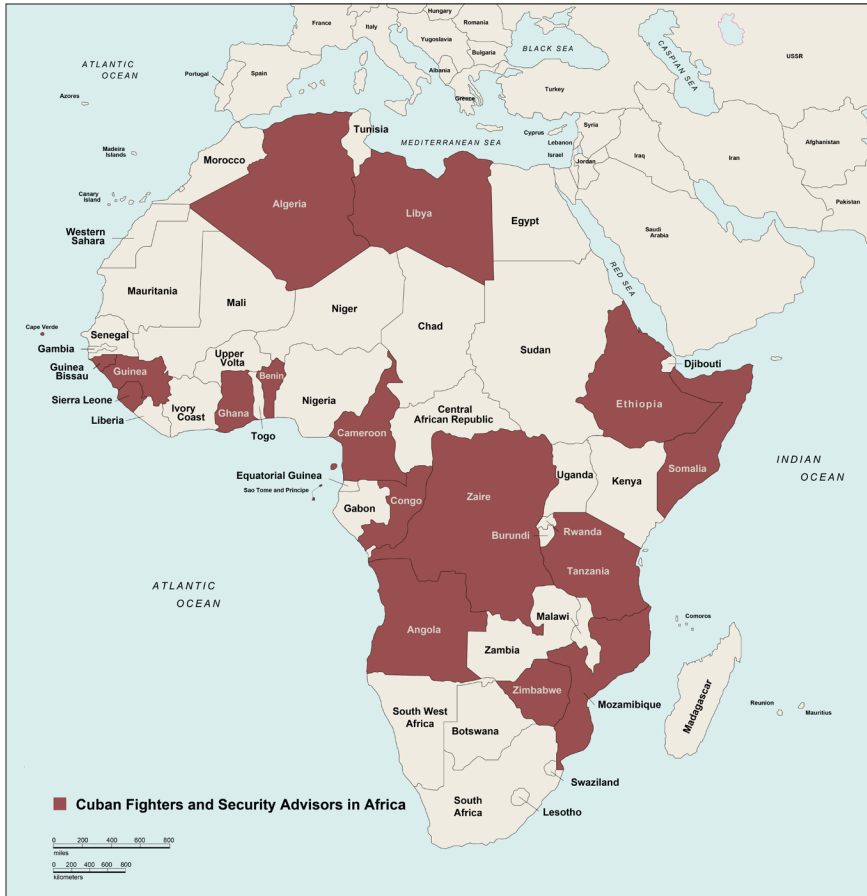 France
Italy
Hungary
Romania
Yugoslavia
Bulgaria
BLACK SEA
CASPIAN SEA
USSR
ATLANTIC
OCEAN
Portugal
Spain
Albania
Greece
Turkey
Azores
Tunisia
MEDITERRANEAN SEA
Cyprus
Syria
Lebanon
Israel
Jordan
Iraq
Iran
Afghanistan
Pakistan
Madeira
Islands
Morocco
Canary
Island
Algeria
Libya
Egypt
Saudi
Arabia
Western
Sahara
RED SEA
Mauritania
Mali
Niger
Chad
Sudan
Cape Verde
Senegal
Gambia
Guinea
Bissau
Guinea
Upper
Volta
Benin
Djibouti
Sierra Leone
Liberia
Ivory
Coast
Ghana
Togo
Nigeria
Central
African Republic
Ethiopia
Cameroon
Somalia
INDIAN
OCEAN
Equatorial Guinea
Sao Tome and Principe
Gabon
Congo
Zaire
Uganda
Kenya
Burundi
Rwanda
Tanzania
ATLANTIC
OCEAN
Angola
Malawi
Comoros
Zambia
Zimbabwe
Mozambique
Madagascar
Reunion
Mauritius
South West
Africa
Botswana
Swaziland
South
Africa
Lesotho
Cuban Fighters and Security Advisors in Africa
0 200 400 600 800
miles
0 200 400 600 800
kilometers